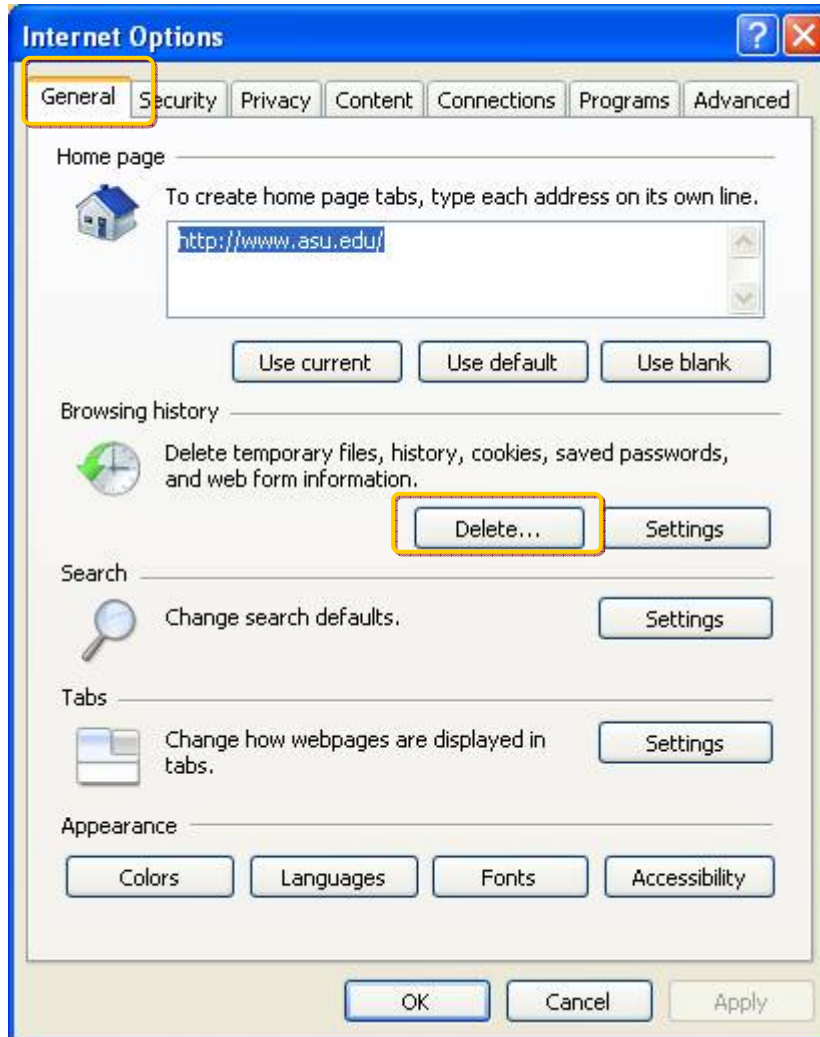 Internet Options
General Security Privacy Content Connections Programs Advanced
Home page
To create home page tabs, type each address on its own line.
http://www.asu.edu/
Use current Use default Use blank
Browsing history
Delete temporary files, history, cookies, saved passwords,
and web form information.
Delete... Settings
Search
Change search defaults. Settings
Tabs
Change how webpages are displayed in
tabs.
Settings
Appearance
Colors Languages Fonts Accessibility
OK Cancel Apply